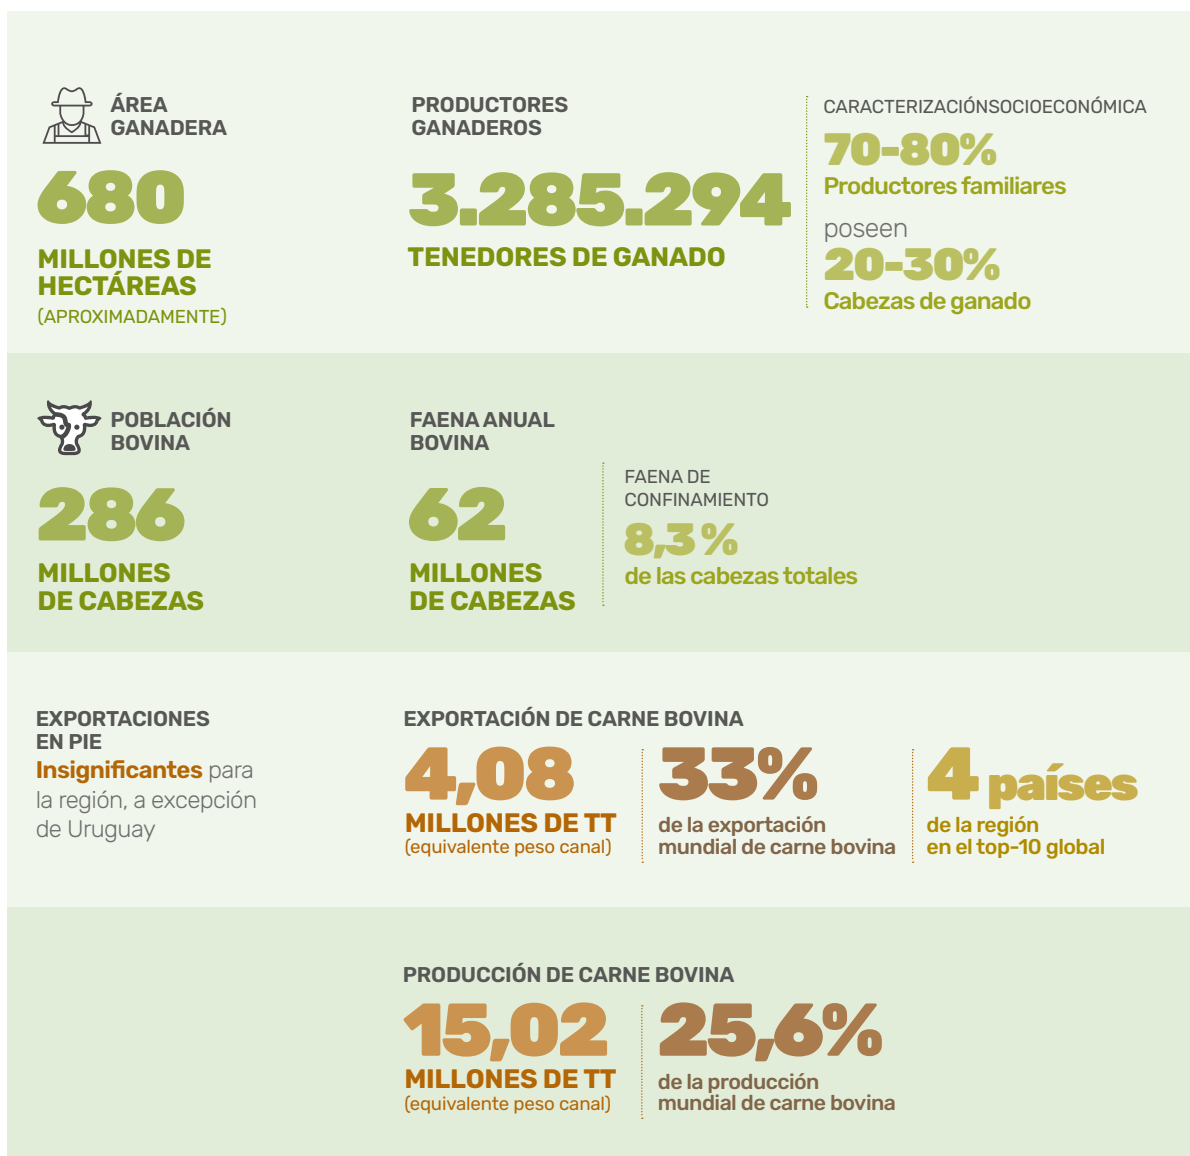 ÁREA
GANADERA
680
MILLONES DE
HECTÁREAS
(APROXIMADAMENTE)
PRODUCTORES
GANADEROS
3.285.294
TENEDORES DE GANADO
CARACTERIZACIÓNSOCIOECONÓMICA
70-80%
Productores familiares
poseen
20-30%
Cabezas de ganado
POBLACIÓN
BOVINA
286
MILLONES
DE CABEZAS
FAENA ANUAL
BOVINA
62
MILLONES
DE CABEZAS
FAENA DE
CONFINAMIENTO
8,3 %
de las cabezas totales
EXPORTACIONES
EN PIE
Insignificantes para
la región, a excepción
de Uruguay
EXPORTACIÓN DE CARNE BOVINA
4,08
MILLONES DE TT
(equivalente peso canal)
33%
de la exportación
mundial de carne bovina
4 países
de la región
en el top-10 global
PRODUCCIÓN DE CARNE BOVINA
15,02
MILLONES DE TT
(equivalente peso canal)
25,6%
de la producción
mundial de carne bovina